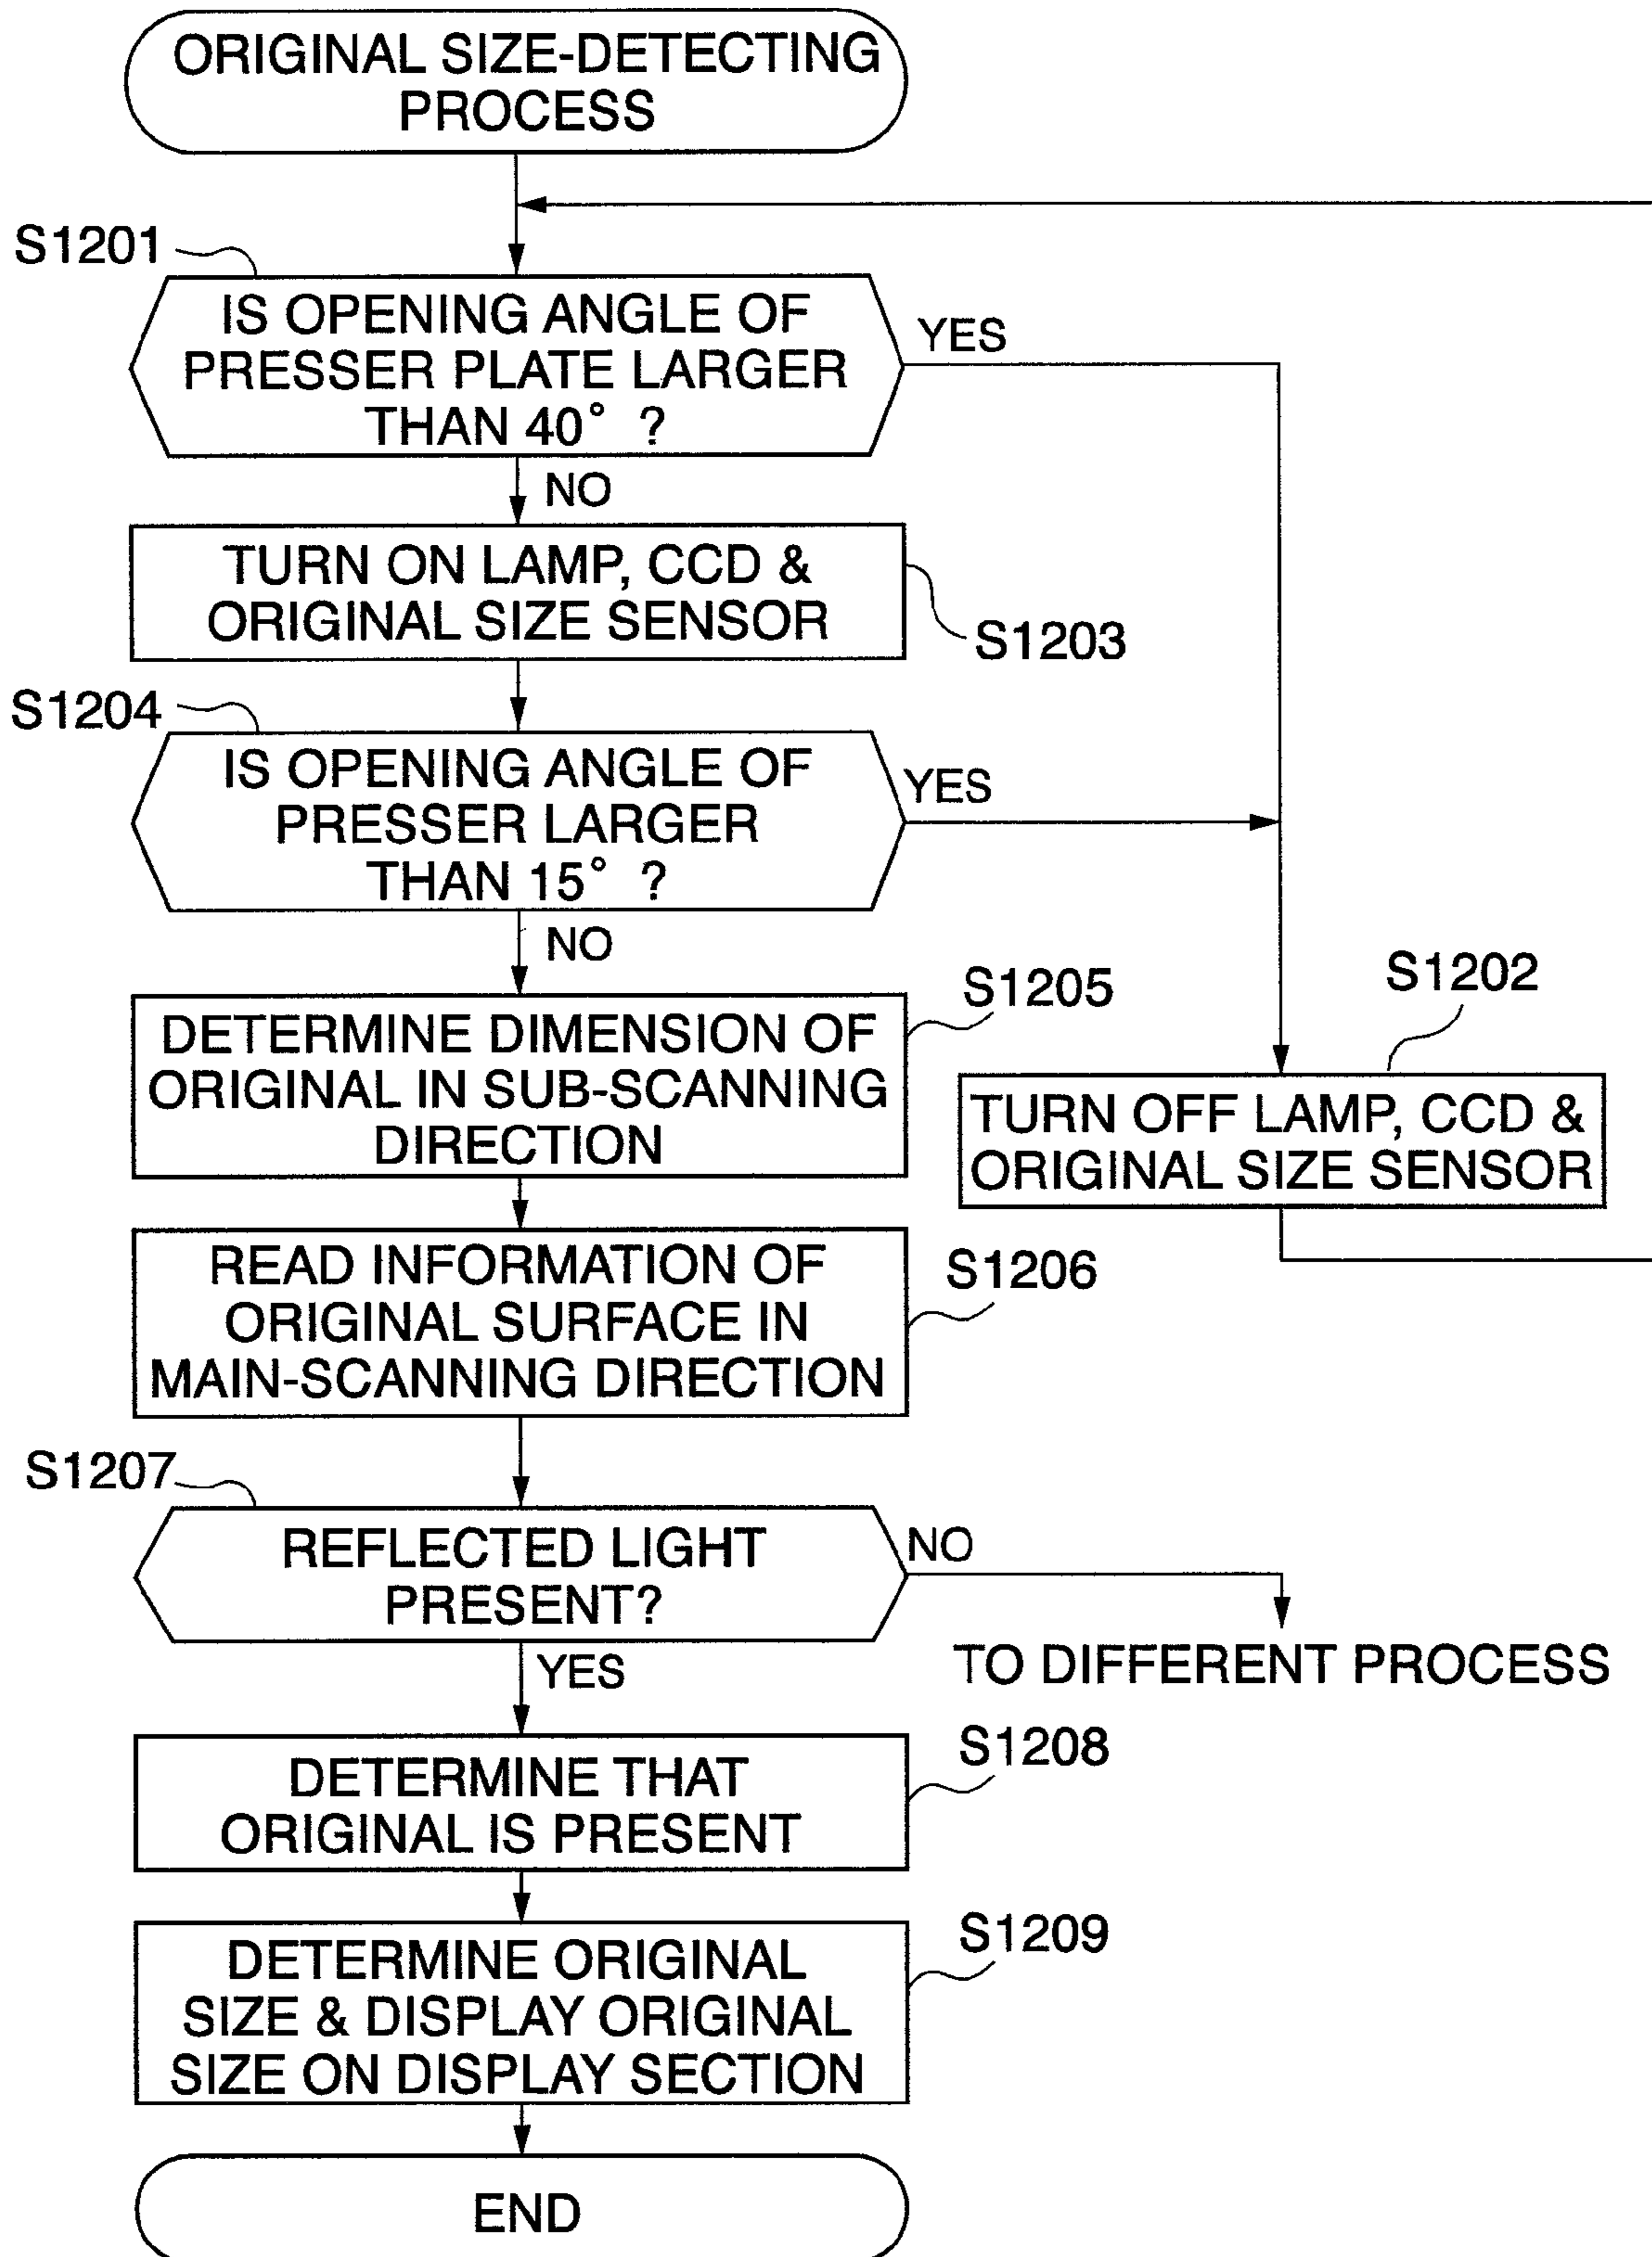 ORIGINAL SIZE-DETECTING
PROCESS
S1201
IS OPENING ANGLE OF
PRESSER PLATE LARGER
THAN 40° ?
YES
NO
TURN ON LAMP, CCD &
ORIGINAL SIZE SENSOR
S1203
S1204
IS OPENING ANGLE OF
PRESSER LARGER
THAN 15° ?
YES
NO
S1205
DETERMINE DIMENSION OF
ORIGINAL IN SUB-SCANNING
DIRECTION
S1202
TURN OFF LAMP, CCD &
ORIGINAL SIZE SENSOR
READ INFORMATION OF
ORIGINAL SURFACE IN
MAIN-SCANNING DIRECTION
S1206
S1207
REFLECTED LIGHT
PRESENT?
NO
TO DIFFERENT PROCESS
YES
S1208
DETERMINE THAT
ORIGINAL IS PRESENT
S1209
DETERMINE ORIGINAL
SIZE & DISPLAY ORIGINAL
SIZE ON DISPLAY SECTION
END